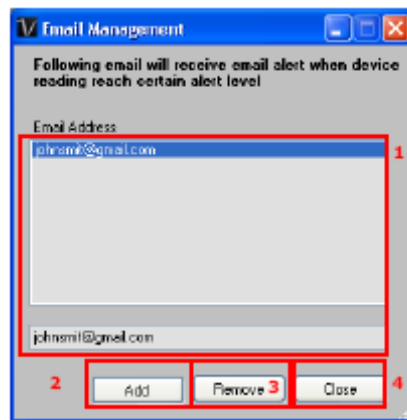 Email Management
Following email will receive email alert when device
reading reach certain alert level
Email Address
johnsmit@gmail.com
1
johnsmit@gmail.com
2 Add Remove 3 Close 4